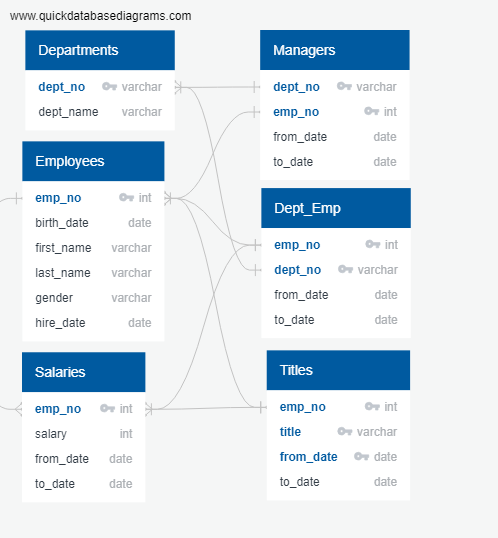 www.quickdatabasediagrams.com
Departments
dept_no varchar
dept_name varchar
Employees
emp_no int
birth_date date
first_name varchar
last_name varchar
gender varchar
hire_date date
Salaries
emp_no int
salary int
from_date date
to_date date
Managers
dept_no varchar
emp_no int
from_date date
to_date date
Dept_Emp
emp_no int
dept_no varchar
from_date date
to_date date
Titles
emp_no int
title varchar
from_date date
to_date date